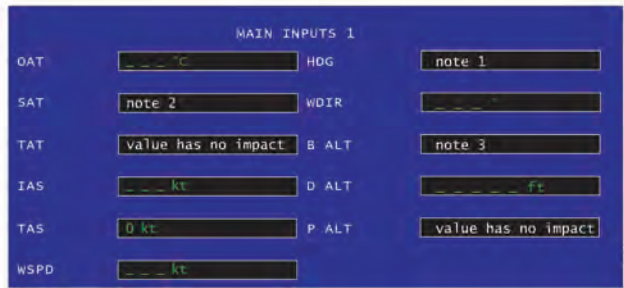 MAIN INPUTS 1
OAT _ _ _ °C HDG note 1
SAT note 2 WDIR _ _ _ °
TAT value has no impact B ALT note 3
IAS _ _ _ kt D ALT _ _ _ _ _ ft
TAS 0 kt P ALT value has no impact
WSPD _ _ _ kt